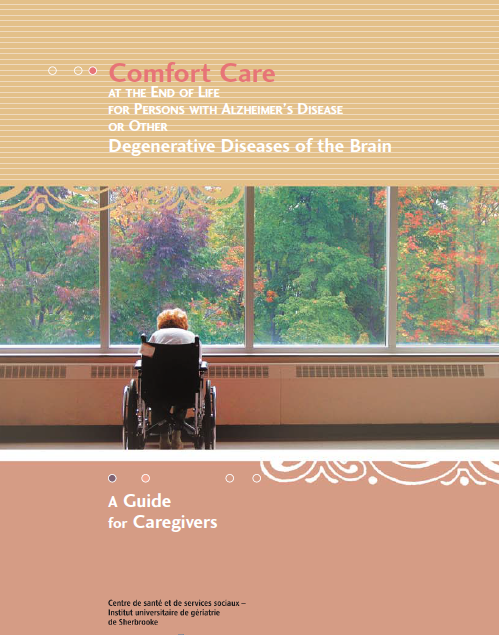 Comfort Care
AT THE END OF LIFE
FOR PERSONS WITH ALZHEIMER'S DISEASE
OR OTHER
Degenerative Diseases of the Brain
A Guide
for Caregivers
Centre de santé et de services sociaux –
Institut universitaire de gériatrie
de Sherbrooke